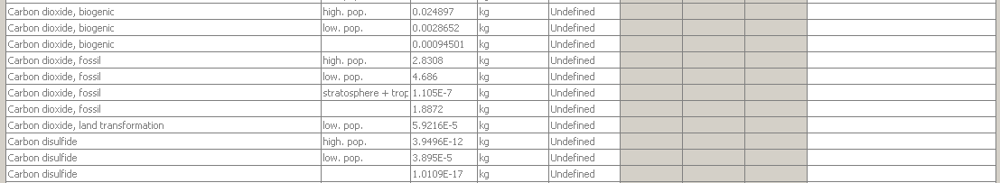 Carbon dioxide, biogenic high. pop. 0.024897 kg Undefined
Carbon dioxide, biogenic low. pop. 0.0028652 kg Undefined
Carbon dioxide, biogenic 0.00094501 kg Undefined
Carbon dioxide, fossil high. pop. 2.8308 kg Undefined
Carbon dioxide, fossil low. pop. 4.686 kg Undefined
Carbon dioxide, fossil stratosphere + trop 1.105E-7 kg Undefined
Carbon dioxide, fossil 1.8872 kg Undefined
Carbon dioxide, land transformation low. pop. 5.9216E-5 kg Undefined
Carbon disulfide high. pop. 3.9496E-12 kg Undefined
Carbon disulfide low. pop. 3.895E-5 kg Undefined
Carbon disulfide 1.0109E-17 kg Undefined